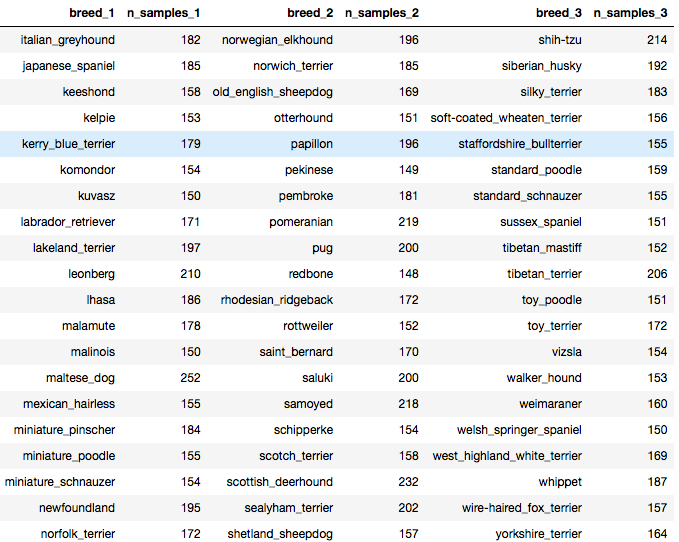 breed_1 n_samples_1 breed_2 n_samples_2 breed_3 n_samples_3
italian_greyhound 182 norwegian_elkhound 196 shih-tzu 214
japanese_spaniel 185 norwich_terrier 185 siberian_husky 192
keeshond 158 old_english_sheepdog 169 silky_terrier 183
kelpie 153 otterhound 151 soft-coated_wheaten_terrier 156
kerry_blue_terrier 179 papillon 196 staffordshire_bullterrier 155
komondor 154 pekinese 149 standard_poodle 159
kuvasz 150 pembroke 181 standard_schnauzer 155
labrador_retriever 171 pomeranian 219 sussex_spaniel 151
lakeland_terrier 197 pug 200 tibetan_mastiff 152
leonberg 210 redbone 148 tibetan_terrier 206
lhasa 186 rhodesian_ridgeback 172 toy_poodle 151
malamute 178 rottweiler 152 toy_terrier 172
malinois 150 saint_bernard 170 vizsla 154
maltese_dog 252 saluki 200 walker_hound 153
mexican_hairless 155 samoyed 218 weimaraner 160
miniature_pinscher 184 schipperke 154 welsh_springer_spaniel 150
miniature_poodle 155 scotch_terrier 158 west_highland_white_terrier 169
miniature_schnauzer 154 scottish_deerhound 232 whippet 187
newfoundland 195 sealyham_terrier 202 wire-haired_fox_terrier 157
norfolk_terrier 172 shetland_sheepdog 157 yorkshire_terrier 164